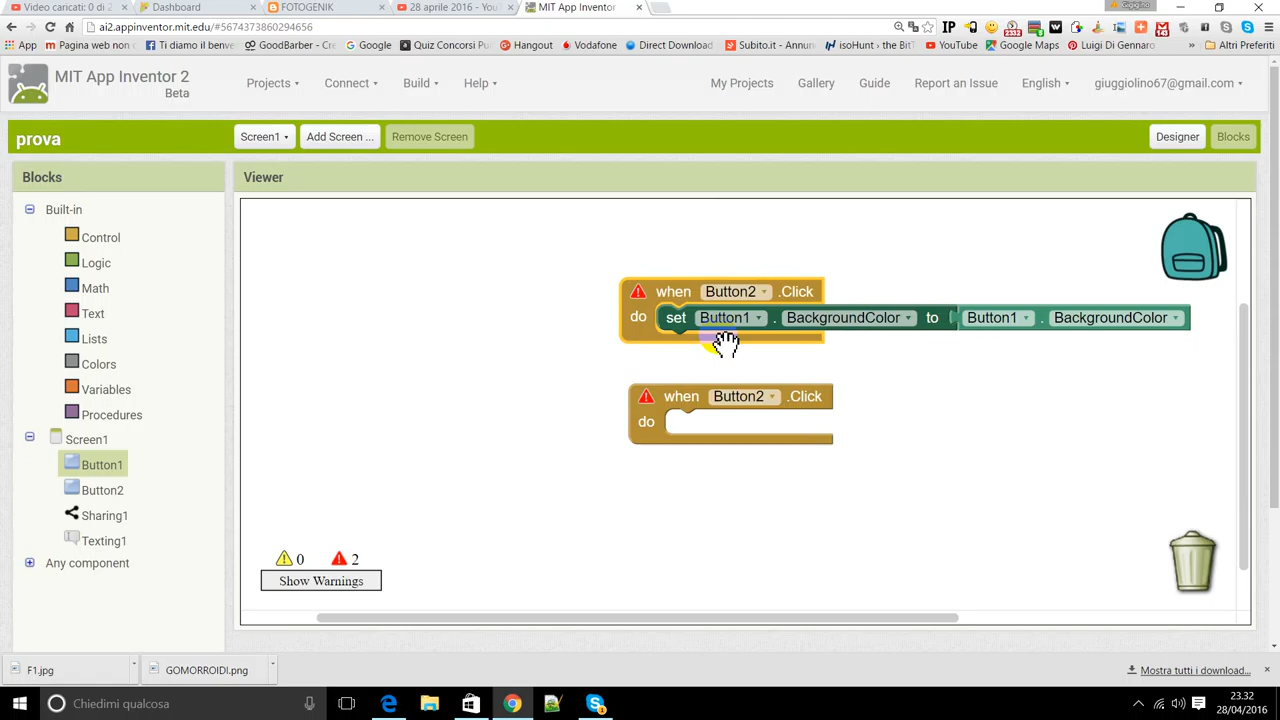 Video caricati: 0 di 2
Dashboard
FOTOGENIK
28 aprile 2016 - YouT
MIT App Inventor
Gigig.no
ai2.appinventor.mit.edu/#5674373860294656
IP
2332
143
App
Pagina web non
Ti diamo il benve
GoodBarber - Cre
Google
Quiz Concorsi Pu
Hangout
Vodafone
Direct Download
Subito.it - Annun
isoHunt > the BitT
YouTube
Google Maps
Luigi Di Gennaro
»
Altri Preferiti
MIT App Inventor 2
Beta
Projects
Connect
Build
Help
My Projects
Gallery
Guide
Report an Issue
English
giuggiolino67@gmail.com
prova
Screen1
Add Screen ...
Remove Screen
Designer
Blocks
Blocks
Viewer
Built-in
Control
Logic
Math
Text
Lists
Colors
Variables
Procedures
Screen1
Button1
Button2
Sharing1
Texting1
Any component
when Button2 .Click
do set Button1 . BackgroundColor to Button1 . BackgroundColor
when Button2 .Click
do
0 2
Show Warnings
F1.jpg
GOMORROIDI.png
Mostra tutti i download...
Chiedimi qualcosa
23.32
28/04/2016